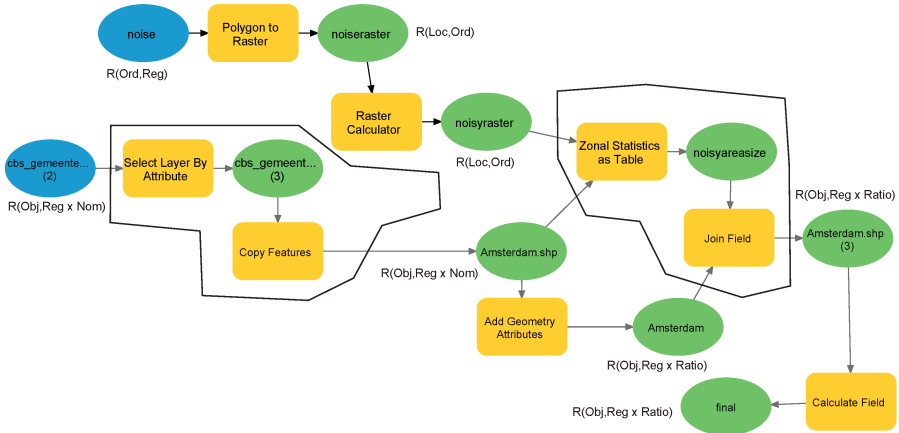 noise
Polygon to
Raster
noiseraster
R(Loc,Ord)
R(Ord,Reg)
Raster
Calculator
noisyraster
R(Loc,Ord)
Zonal Statistics
as Table
noisyareasize
cbs_gemeente...
(2)
R(Obj,Reg x Nom)
Select Layer By
Attribute
cbs_gemeent...
(3)
Copy Features
Amsterdam.shp
R(Obj,Reg x Nom)
Join Field
R(Obj,Reg x Ratio)
Amsterdam.shp
(3)
Add Geometry
Attributes
Amsterdam
R(Obj,Reg x Ratio)
Calculate Field
final
R(Obj,Reg x Ratio)